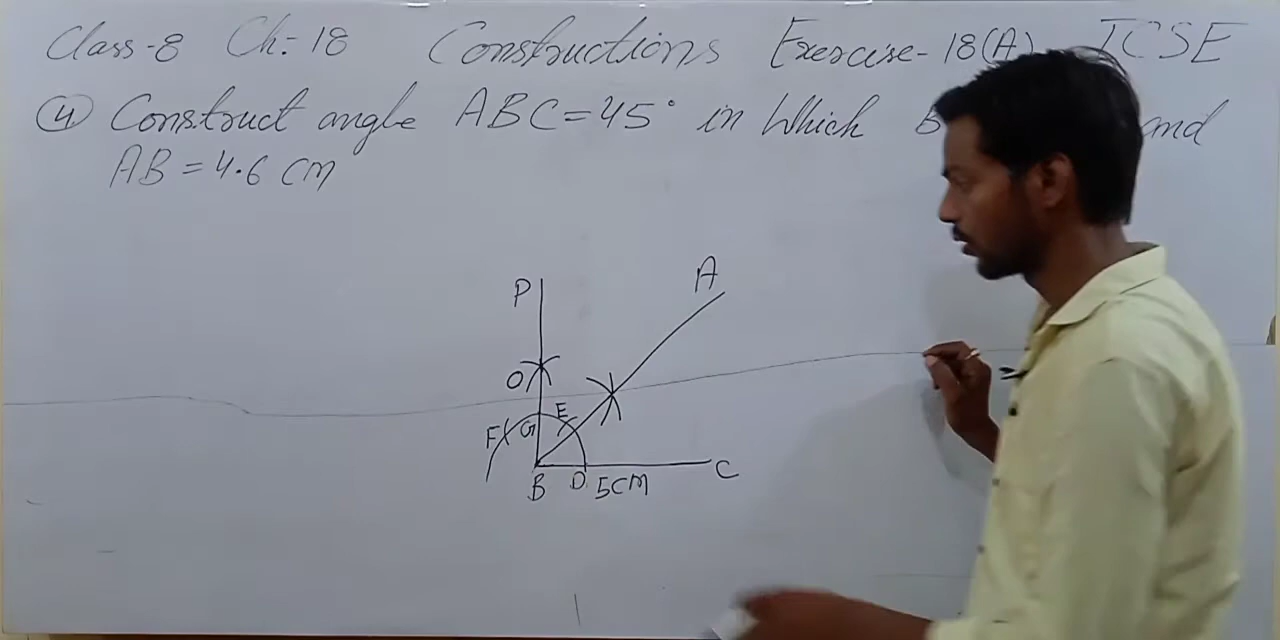 Class-8 Ch:-18 Constructions Exercise-18(A) ICSE
(4) Construct angle ABC=45° in Which B and
AB=4.6 CM
P
A
O
E
F
G
B
D
5CM
C